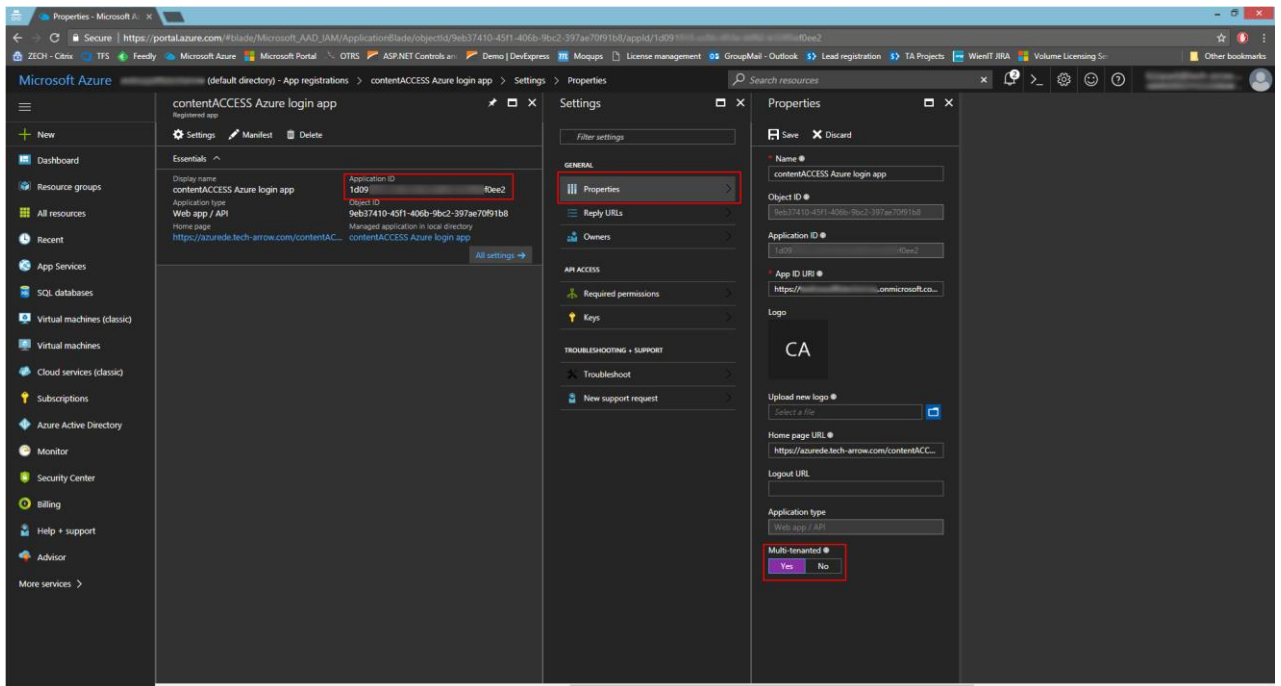 Properties - Microsoft A: ×
Secure | https://portal.azure.com/#blade/Microsoft_AAD_IAM/ApplicationBlade/objectId/9eb37410-45f1-406b-9bc2-397ae70f91b8/appId/1d09 f0ee2
ZECH - Citrix TFS Feedly Microsoft Azure Microsoft Portal OTRS ASP.NET Controls an Demo | DevExpress Moqups License management GroupMail - Outlook Lead registration TA Projects WienIT JIRA Volume Licensing Se Other bookmarks
Microsoft Azure (default directory) - App registrations > contentACCESS Azure login app > Settings > Properties Search resources
New
Dashboard
Resource groups
All resources
Recent
App Services
SQL databases
Virtual machines (classic)
Virtual machines
Cloud services (classic)
Subscriptions
Azure Active Directory
Monitor
Security Center
Billing
Help + support
Advisor
More services >
contentACCESS Azure login app
Registered app
Settings Manifest Delete
Essentials
Display name
contentACCESS Azure login app
Application ID
1d09 f0ee2
Application type
Web app / API
Object ID
9eb37410-45f1-406b-9bc2-397ae70f91b8
Home page
https://azurede.tech-arrow.com/contentAC...
Managed application in local directory
contentACCESS Azure login app
All settings →
Settings
Filter settings
GENERAL
Properties
Reply URLs
Owners
API ACCESS
Required permissions
Keys
TROUBLESHOOTING + SUPPORT
Troubleshoot
New support request
Properties
Save Discard
* Name
contentACCESS Azure login app
Object ID
9eb37410-45f1-406b-9bc2-397ae70f91b8
Application ID
1d09 f0ee2
* App ID URI
https:// .onmicrosoft.co...
Logo
CA
Upload new logo
Select a file
Home page URL
https://azurede.tech-arrow.com/contentACC...
Logout URL
Application type
Web app / API
Multi-tenanted
Yes No